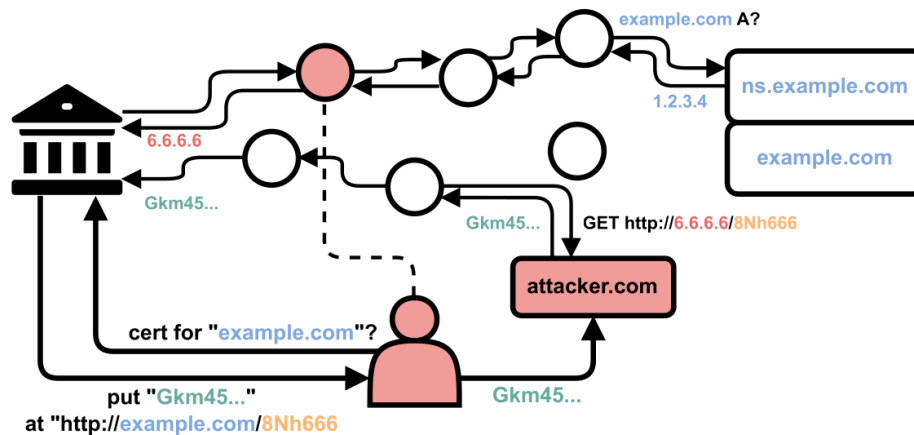 example.com A?
ns.example.com
1.2.3.4
6.6.6.6
example.com
Gkm45...
Gkm45...
GET http://6.6.6.6/8Nh666
attacker.com
cert for "example.com"?
Gkm45...
put "Gkm45..."
at "http://example.com/8Nh666